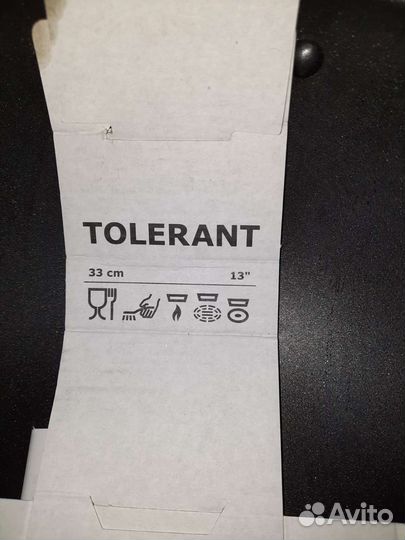 TOLERANT
33 cm 13"
Avito